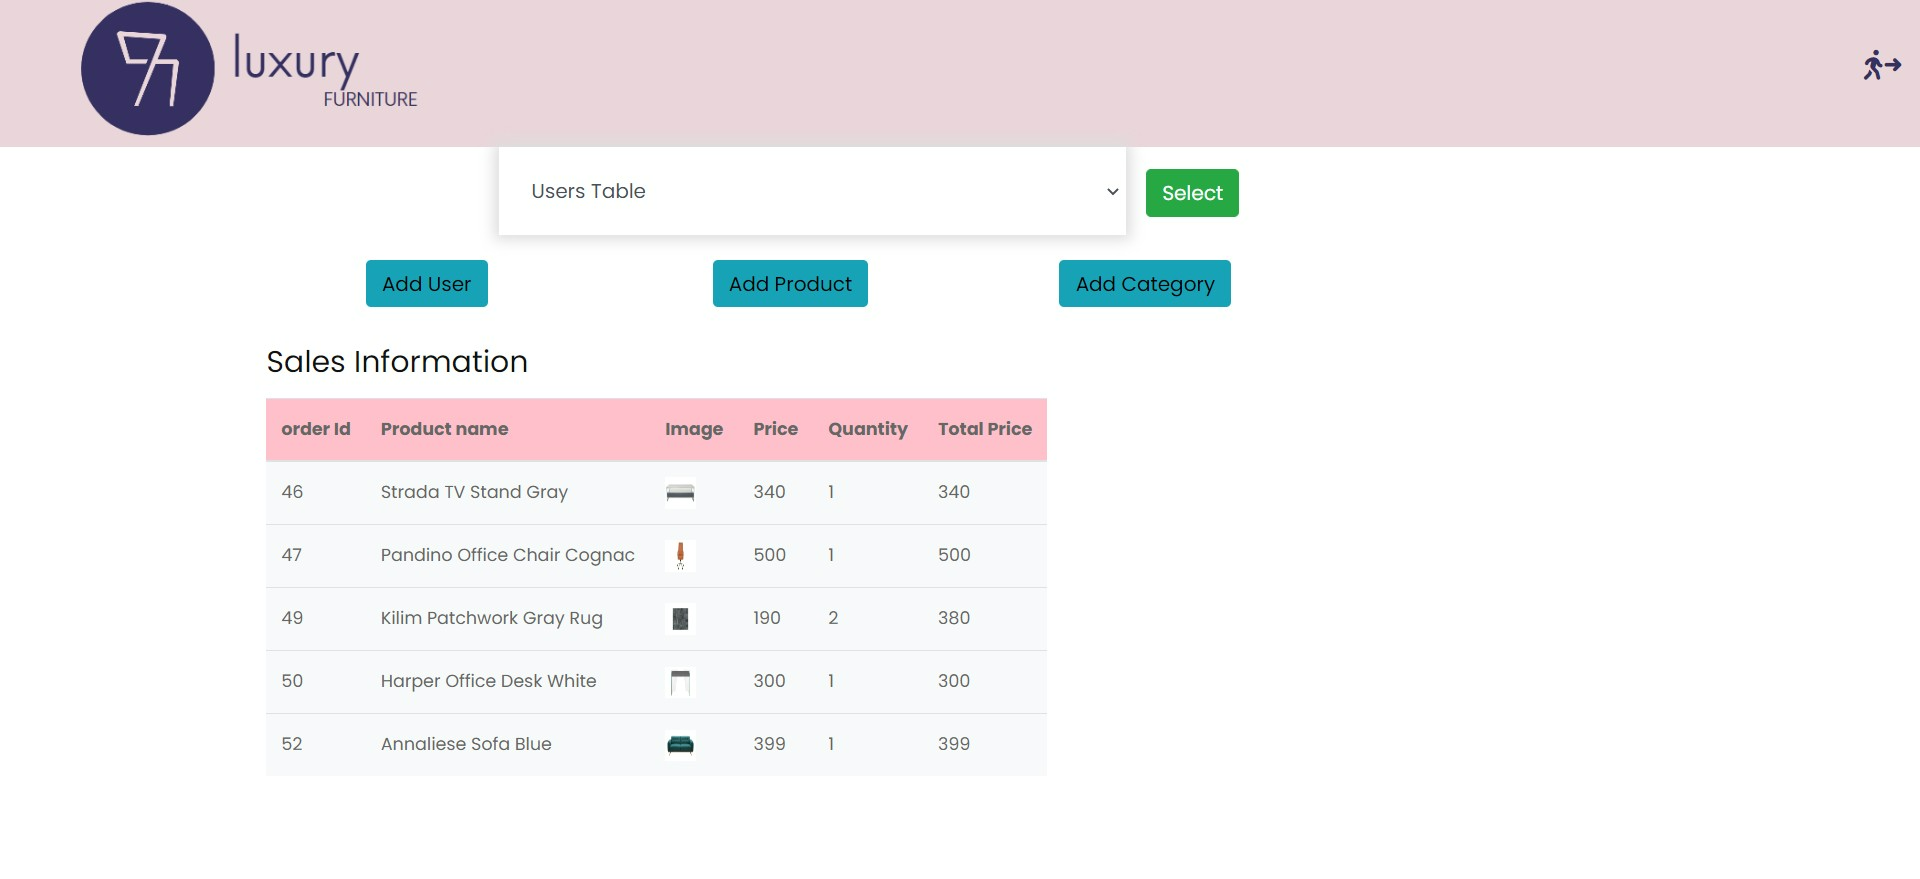 luxury
FURNITURE
Users Table
Select
Add User
Add Product
Add Category
Sales Information
order Id Product name Image Price Quantity Total Price
46 Strada TV Stand Gray 340 1 340
47 Pandino Office Chair Cognac 500 1 500
49 Kilim Patchwork Gray Rug 190 2 380
50 Harper Office Desk White 300 1 300
52 Annaliese Sofa Blue 399 1 399